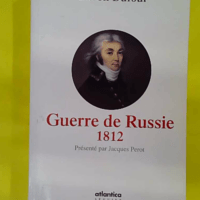 Guerre de Russie
1812
Présenté par Jacques Perot
atlantica